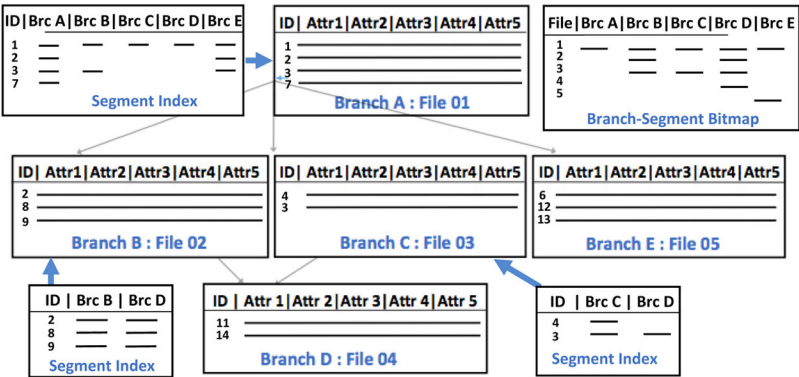 ID| Brc A|Brc B|Brc C|Brc D|Brc E
1
2
3
7
Segment Index
ID| Attr1|Attr2|Attr3|Attr4|Attr5
1
2
3
7
Branch A : File 01
File|Brc A|Brc B|Brc C|Brc D|Brc E
1
2
3
4
5
Branch-Segment Bitmap
ID| Attr1|Attr2|Attr3|Attr4|Attr5
2
8
9
Branch B : File 02
ID| Attr1|Attr2|Attr3|Attr4|Attr5
4
3
Branch C : File 03
ID| Attr1|Attr2|Attr3|Attr4|Attr5
6
12
13
Branch E : File 05
ID | Brc B | Brc D
2
8
9
Segment Index
ID | Attr 1|Attr 2| Attr 3| Attr 4| Attr 5
11
14
Branch D : File 04
ID | Brc C | Brc D
4
3
Segment Index